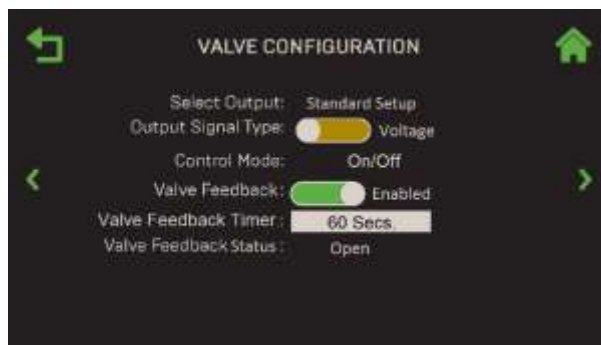 VALVE CONFIGURATION
Select Output: Standard Setup
Output Signal Type: Voltage
Control Mode: On/Off
Valve Feedback: Enabled
Valve Feedback Timer: 60 Secs.
Valve Feedback Status: Open